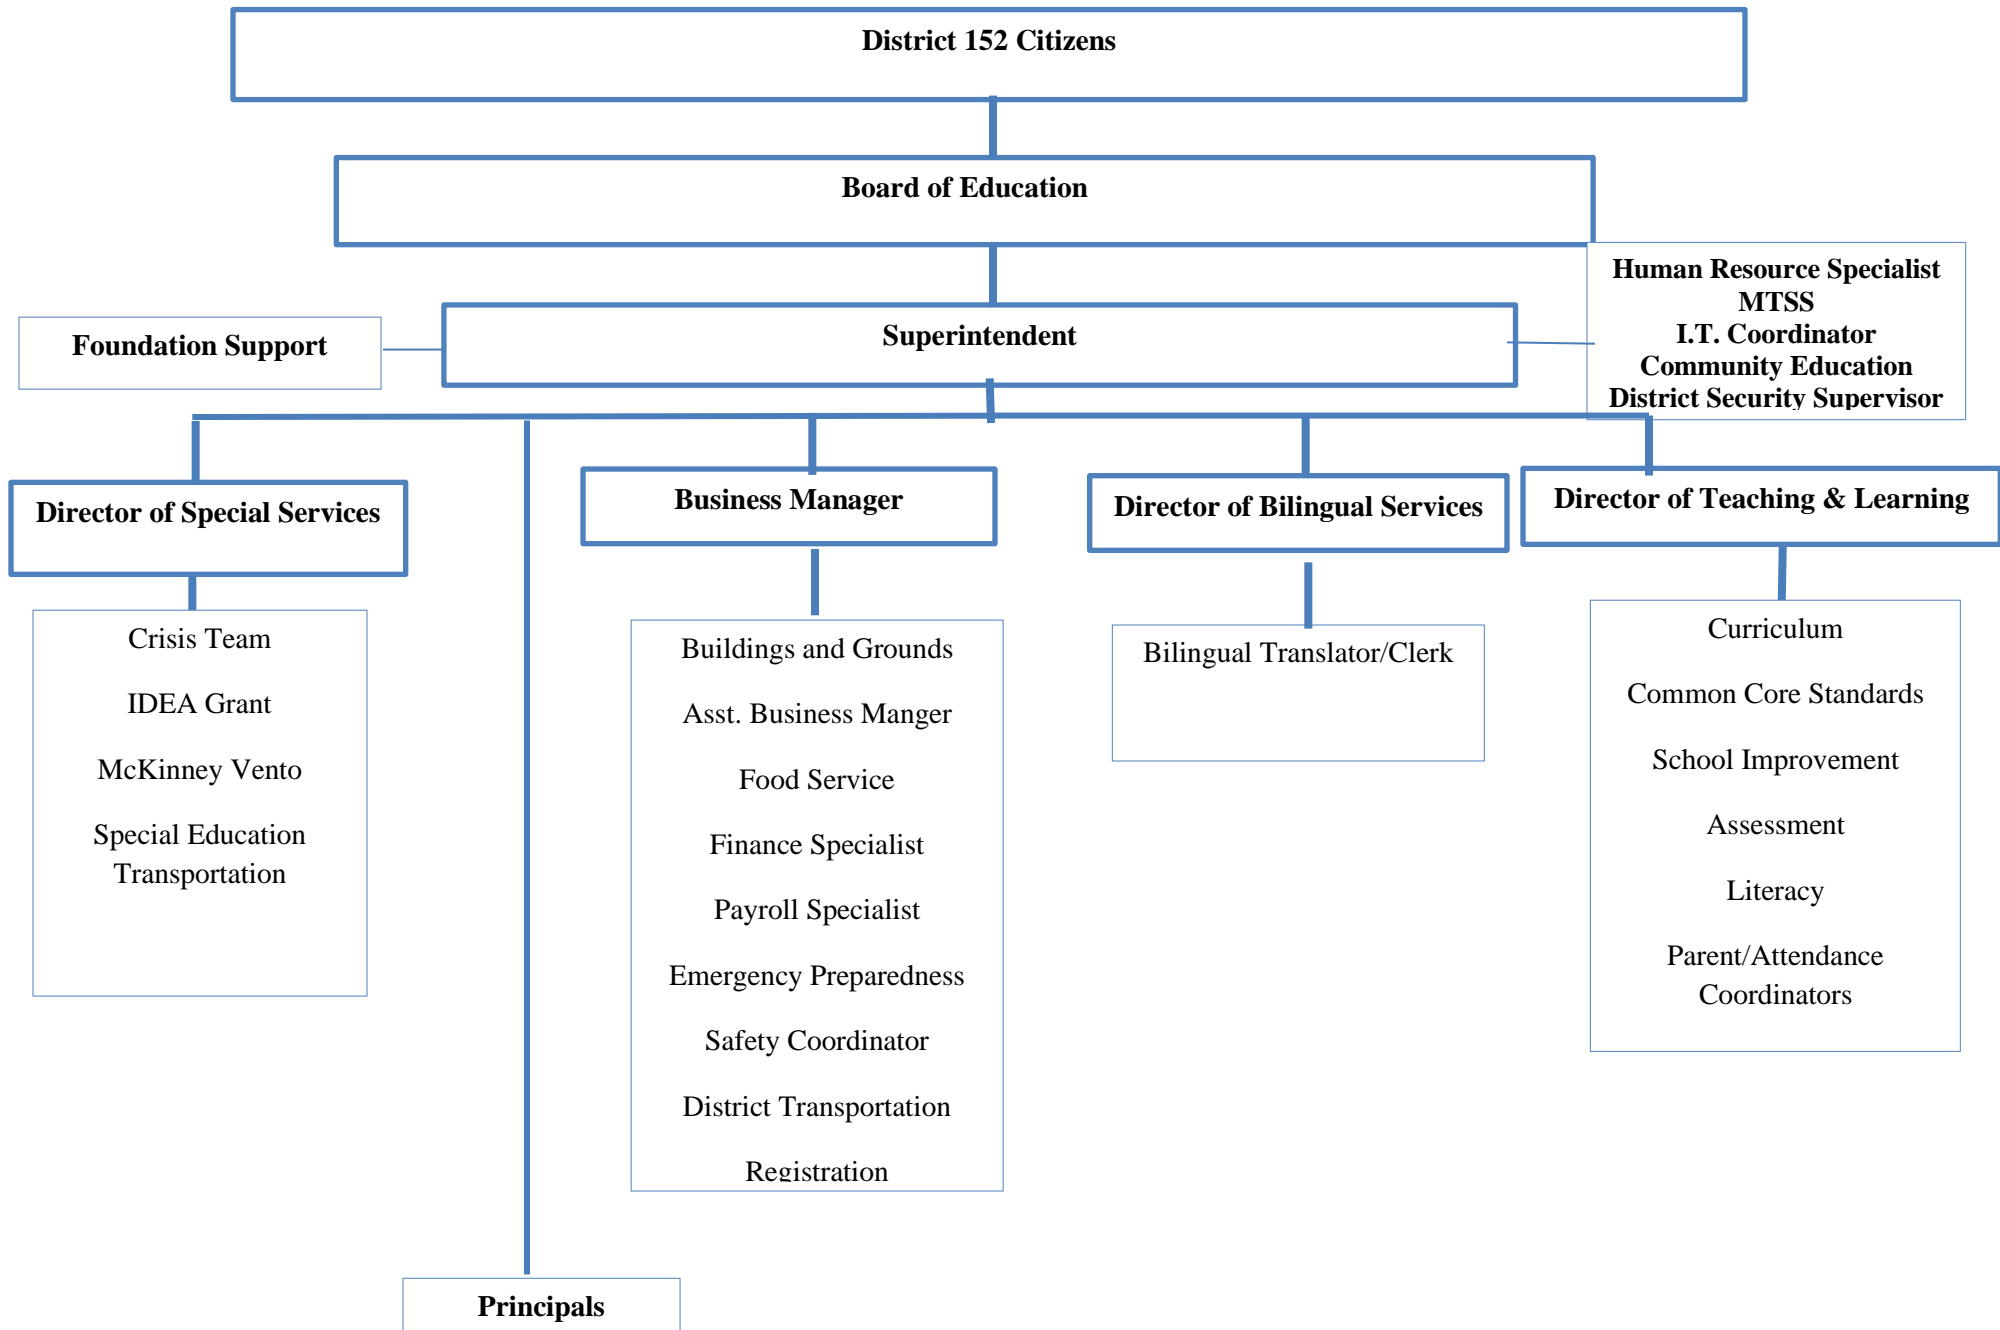 District 152 Citizens
Board of Education
Human Resource Specialist
MTSS
I.T. Coordinator
Community Education
District Security Supervisor
Foundation Support
Superintendent
Director of Special Services
Business Manager
Director of Bilingual Services
Director of Teaching & Learning
Crisis Team
IDEA Grant
McKinney Vento
Special Education
Transportation
Buildings and Grounds
Asst. Business Manger
Food Service
Finance Specialist
Payroll Specialist
Emergency Preparedness
Safety Coordinator
District Transportation
Registration
Bilingual Translator/Clerk
Curriculum
Common Core Standards
School Improvement
Assessment
Literacy
Parent/Attendance
Coordinators
Principals